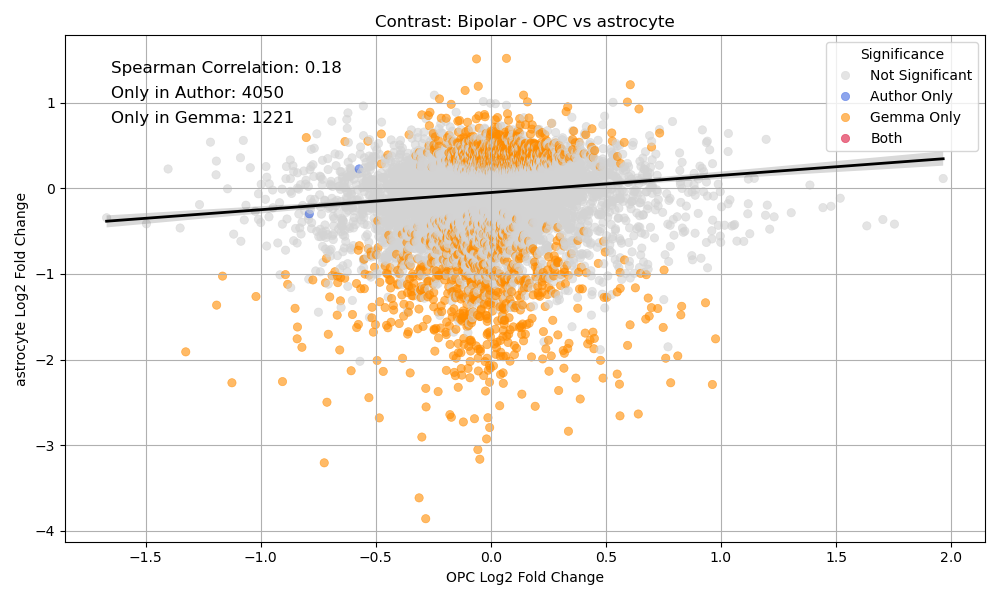 Contrast: Bipolar - OPC vs astrocyte
Spearman Correlation: 0.18
Only in Author: 4050
Only in Gemma: 1221
Significance
Not Significant
Author Only
Gemma Only
Both
astrocyte Log2 Fold Change
1
0
−1
−2
−3
−4
−1.5
−1.0
−0.5
0.0
0.5
1.0
1.5
2.0
OPC Log2 Fold Change